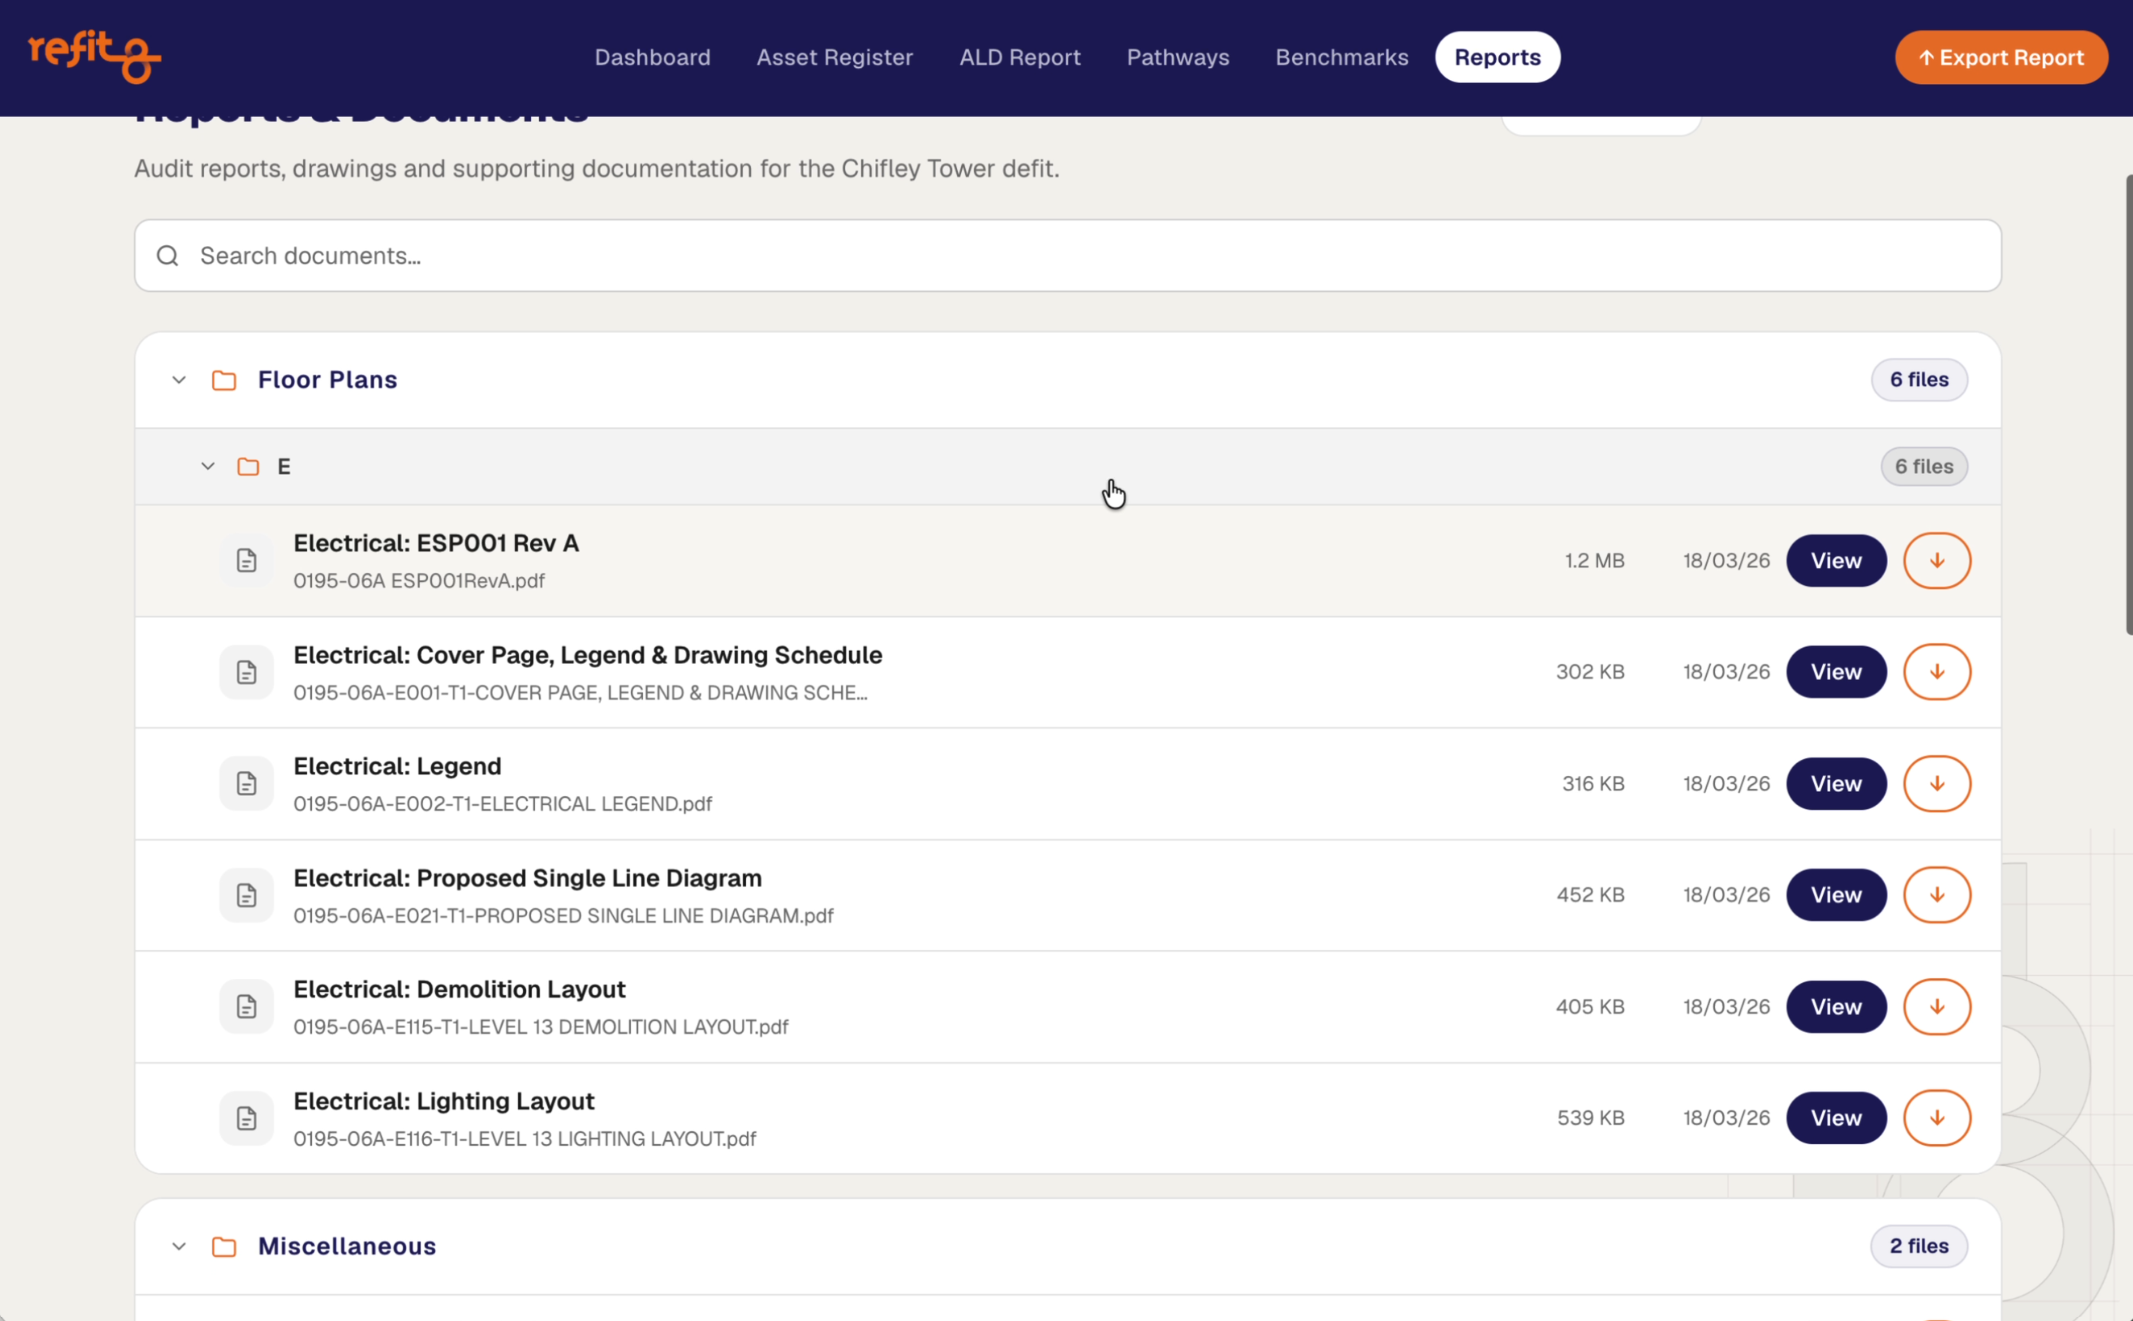 refit
Dashboard
Asset Register
ALD Report
Pathways
Benchmarks
Reports
↑ Export Report
Reports & Documents
Audit reports, drawings and supporting documentation for the Chifley Tower defit.
Search documents...
Floor Plans
6 files
E
6 files
Electrical: ESP001 Rev A
0195-06A ESP001RevA.pdf
1.2 MB
18/03/26
View
Electrical: Cover Page, Legend & Drawing Schedule
0195-06A-E001-T1-COVER PAGE, LEGEND & DRAWING SCHE...
302 KB
18/03/26
View
Electrical: Legend
0195-06A-E002-T1-ELECTRICAL LEGEND.pdf
316 KB
18/03/26
View
Electrical: Proposed Single Line Diagram
0195-06A-E021-T1-PROPOSED SINGLE LINE DIAGRAM.pdf
452 KB
18/03/26
View
Electrical: Demolition Layout
0195-06A-E115-T1-LEVEL 13 DEMOLITION LAYOUT.pdf
405 KB
18/03/26
View
Electrical: Lighting Layout
0195-06A-E116-T1-LEVEL 13 LIGHTING LAYOUT.pdf
539 KB
18/03/26
View
Miscellaneous
2 files